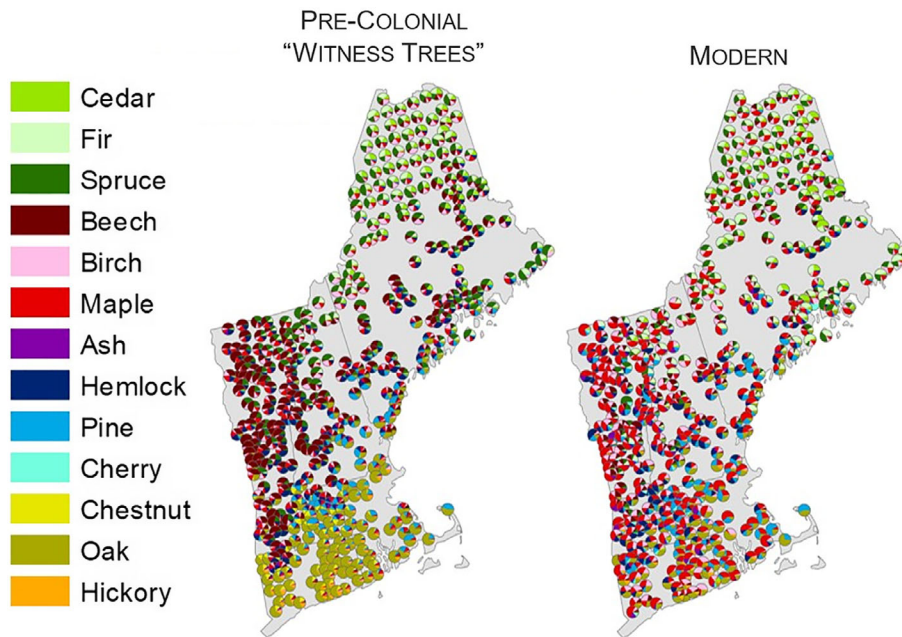 PRE-COLONIAL
“WITNESS TREES”
MODERN
Cedar
Fir
Spruce
Beech
Birch
Maple
Ash
Hemlock
Pine
Cherry
Chestnut
Oak
Hickory